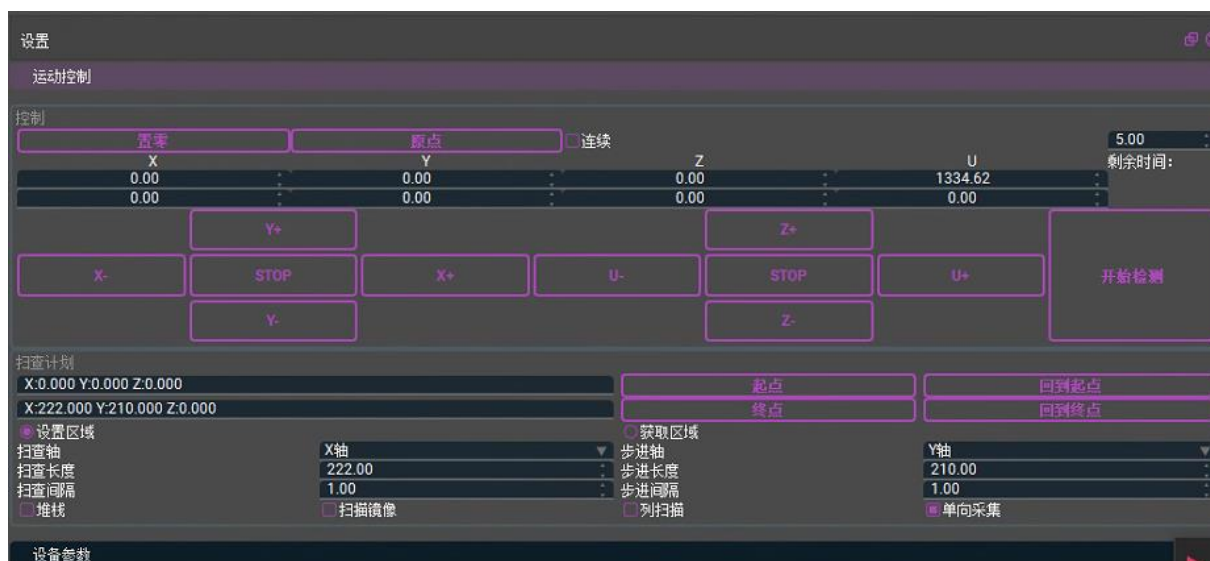 设置
运动控制
控制
置零 原点 连续 5.00
X Y Z U 剩余时间：
0.00 0.00 0.00 1334.62
0.00 0.00 0.00 0.00
Y+ Z+
X- STOP X+ U- STOP U+ 开始检测
Y- Z-
扫查计划
X:0.000 Y:0.000 Z:0.000 起点 回到起点
X:222.000 Y:210.000 Z:0.000 终点 回到终点
设置区域 获取区域
扫查轴 X轴 步进轴 Y轴
扫查长度 222.00 步进长度 210.00
扫查间隔 1.00 步进间隔 1.00
堆栈 扫描镜像 列扫描 单向采集
设备参数